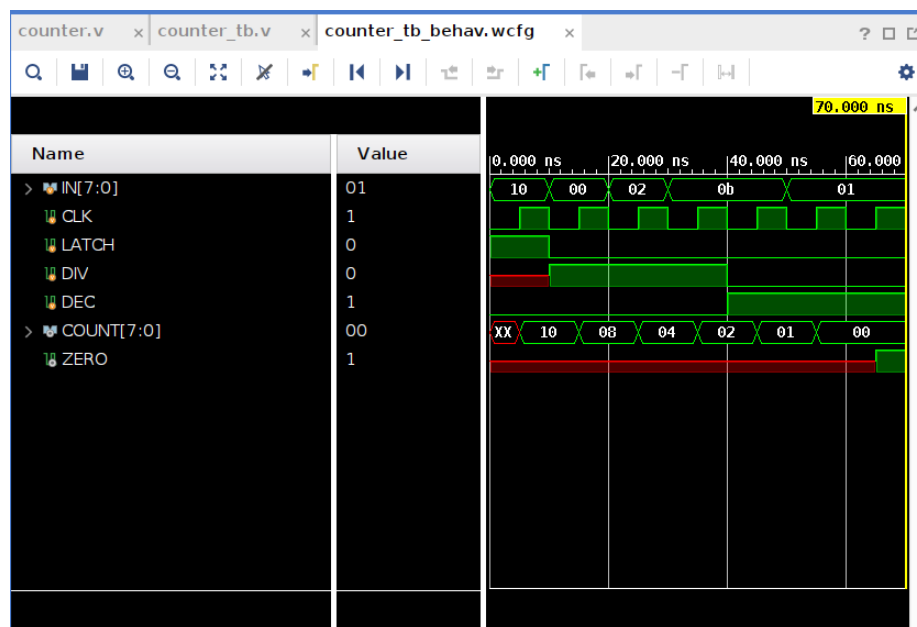 counter.v × counter_tb.v × counter_tb_behav.wcfg × ?
70.000 ns
Name Value
0.000 ns 20.000 ns 40.000 ns 60.000
IN[7:0] 01 10 00 02 0b 01
CLK 1
LATCH 0
DIV 0
DEC 1
COUNT[7:0] 00 XX 10 08 04 02 01 00
ZERO 1